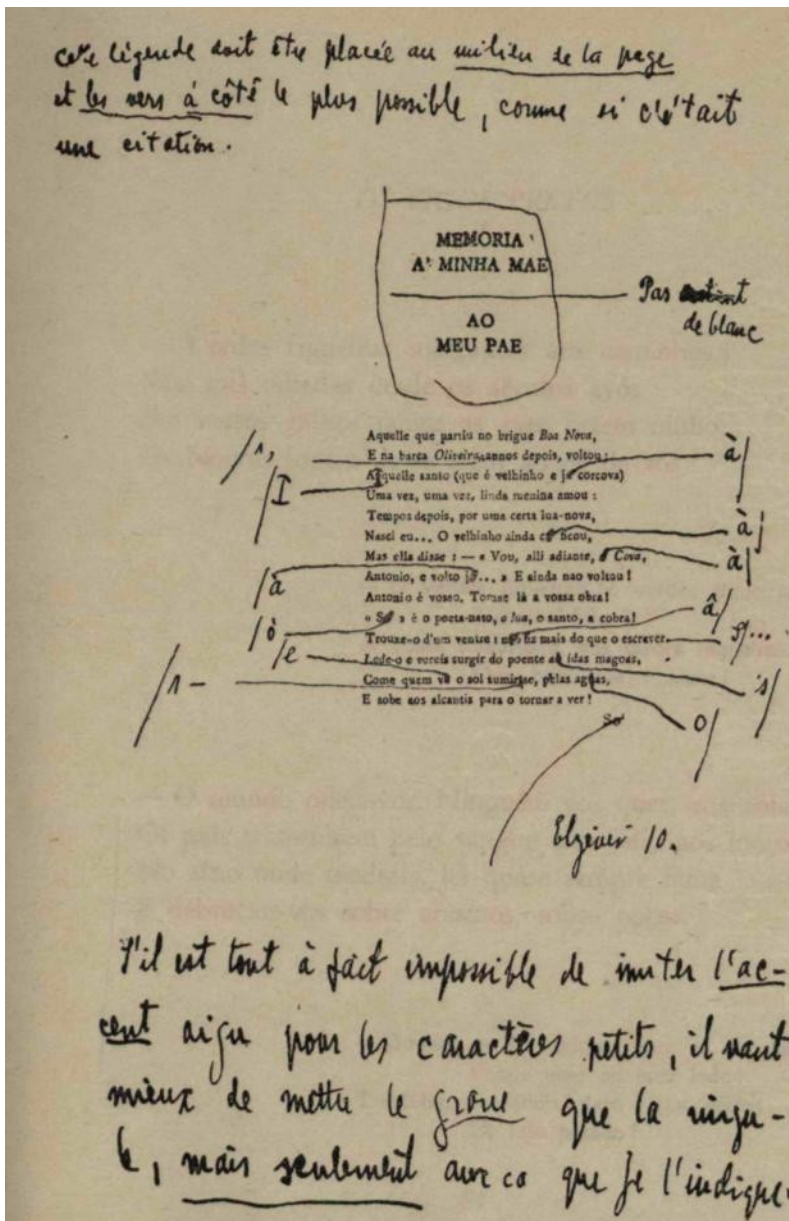 cette légende doit être placée au milieu de la page
et les vers à côté le plus possible, comme si c'était
une citation.
MEMORIA
A' MINHA MAE
Pas
de blanc
AO
MEU PAE
Aquelle que partiu no brigue Boa Nova,
/1, E na barca Oliveira, annos depois, voltou; à/
/I Aquelle santo (que é velhinho e já corcova)
Uma vez, uma vez, linda menina amou:
Tempos depois, por uma certa lua-nova,
Nasci eu... O velhinho ainda cá ficou, à/
Mas ella disse: — « Vou, alli adiante, à Cova, à/
/à Antonio, e volto já... » E ainda nao voltou!
Antonio é vosso. Tomae lá a vossa obra!
/ò « Só » é o poeta-nato, o lua, o santo, a cobra! â/
Trouxe-o d'um ventre: não fiz mais do que o escrever. f/...
/e Lede-o e vereis surgir do poente as idas magoas, 's/
/1- Como quem vê o sol sumir-se, pelas aguas,
E sobe aos alcantis para o tornar a ver!
So' o/
Elzévir 10.
S'il est tout à fait impossible de imiter l'ac-
cent aigu pour les caractères petits, il vaut
mieux de mettre le grave que la virgu-
le, mais seulement que je l'indique.